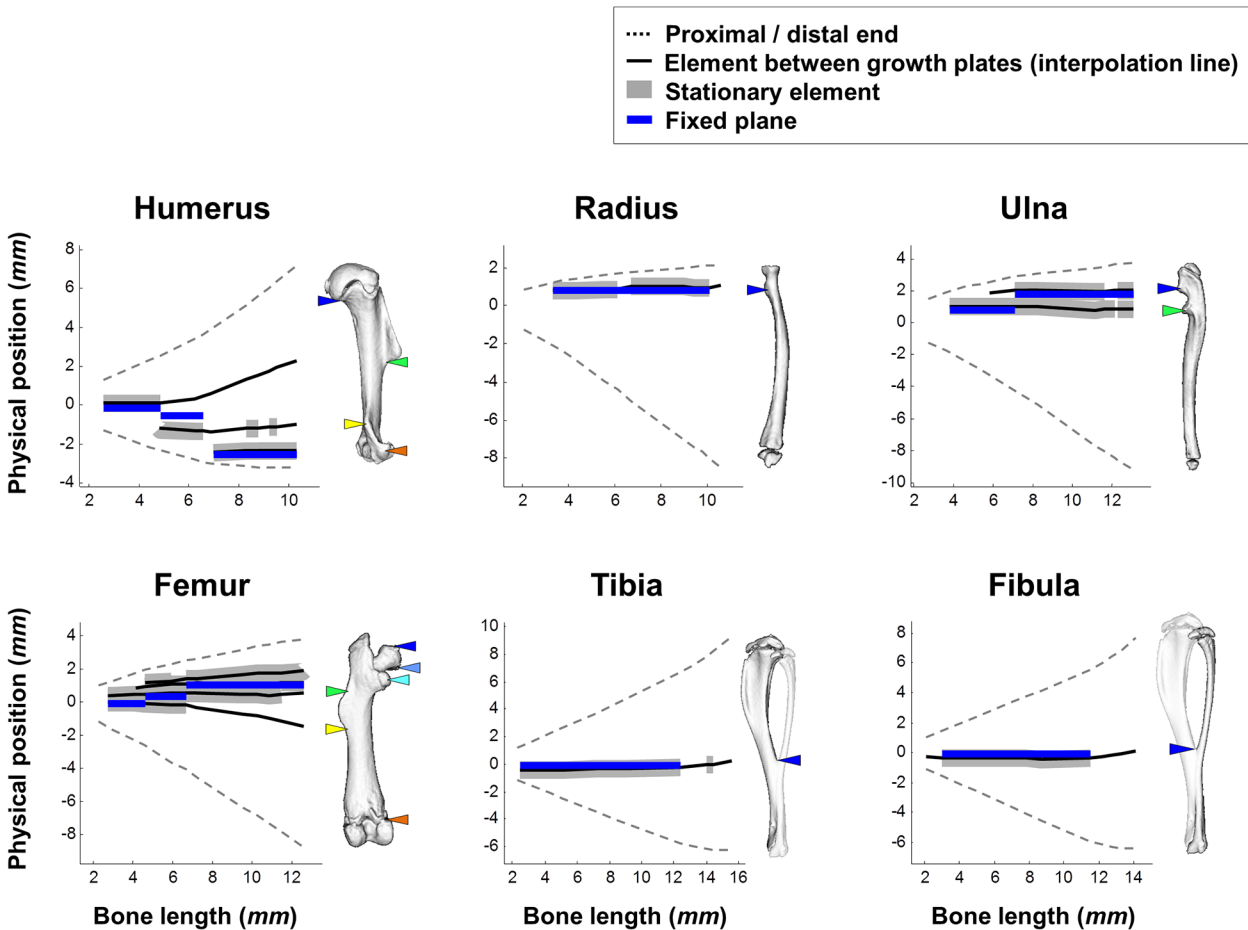 Proximal / distal end
Element between growth plates (interpolation line)
Stationary element
Fixed plane
Humerus
Radius
Ulna
Physical position (mm)
8
6
4
2
0
-2
-4
2 4 6 8 10
2
0
-2
-4
-6
-8
2 4 6 8 10
4
2
0
-2
-4
-6
-8
-10
2 4 6 8 10 12
Femur
Tibia
Fibula
Physical position (mm)
4
2
0
-2
-4
-6
-8
2 4 6 8 10 12
10
8
6
4
2
0
-2
-4
-6
2 4 6 8 10 12 14 16
8
6
4
2
0
-2
-4
-6
2 4 6 8 10 12 14
Bone length (mm)
Bone length (mm)
Bone length (mm)